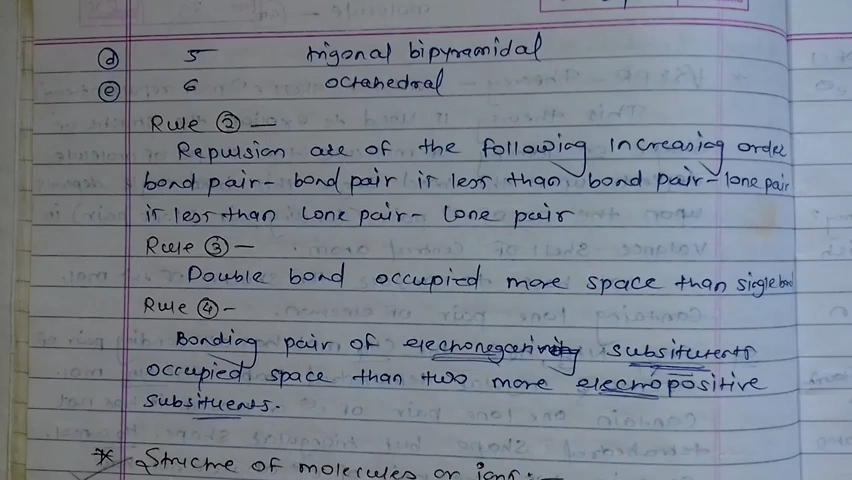 ⓓ 5 trigonal bipyramidal
ⓔ 6 octahedral
Rule ② —
Repulsion are of the following increasing order
bond pair - bond pair is less than bond pair - lone pair
is less than lone pair - lone pair
Rule ③ —
Double bond occupied more space than single bond
Rule ④ -
Bonding pair of substituents
occupied space than two more electropositive
subsituents.
* Structre of molecules or ions : —